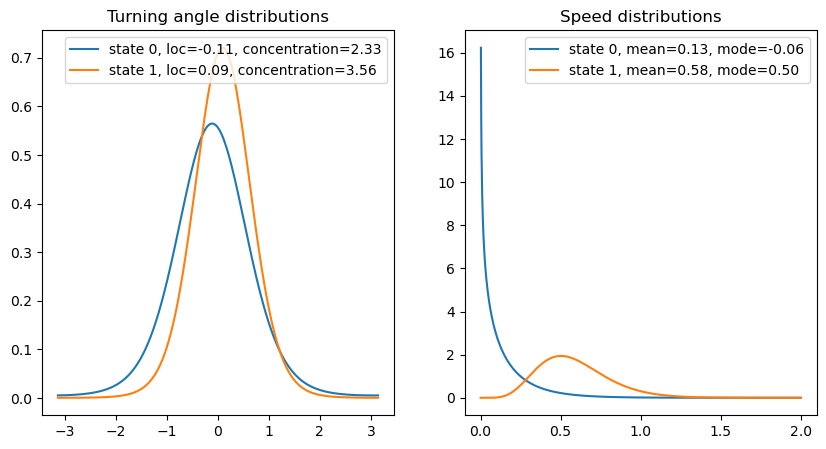 Turning angle distributions
state 0, loc=-0.11, concentration=2.33
state 1, loc=0.09, concentration=3.56
0.7
0.6
0.5
0.4
0.3
0.2
0.1
0.0
−3 −2 −1 0 1 2 3
Speed distributions
state 0, mean=0.13, mode=-0.06
state 1, mean=0.58, mode=0.50
16
14
12
10
8
6
4
2
0
0.0 0.5 1.0 1.5 2.0